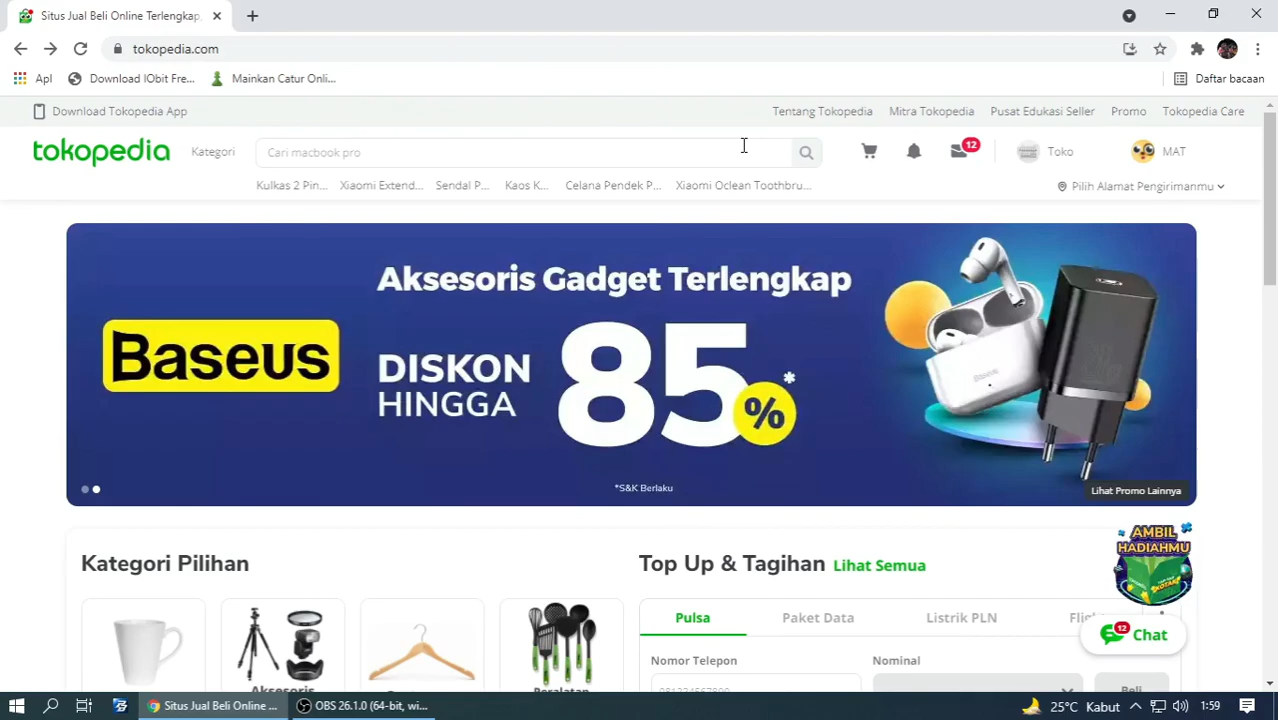 Situs Jual Beli Online Terlengkap,
tokopedia.com
Apl
Download IObit Fre...
Mainkan Catur Onli...
Daftar bacaan
Download Tokopedia App
Tentang Tokopedia
Mitra Tokopedia
Pusat Edukasi Seller
Promo
Tokopedia Care
tokopedia
Kategori
Cari macbook pro
12
Toko
MAT
Kulkas 2 Pin...
Xiaomi Extend...
Sendal P...
Kaos K...
Celana Pendek P...
Xiaomi Oclean Toothbru...
Pilih Alamat Pengirimanmu
Aksesoris Gadget Terlengkap
Baseus
DISKON
HINGGA
85%*
*S&K Berlaku
Lihat Promo Lainnya
AMBIL
HADIAHMU
Kategori Pilihan
Top Up & Tagihan
Lihat Semua
Pulsa
Paket Data
Listrik PLN
12
Chat
Nomor Telepon
Nominal
Aksesoris
Peralatan
Beli
Situs Jual Beli Online ...
OBS 26.1.0 (64-bit, wi...
25°C
Kabut
1:59